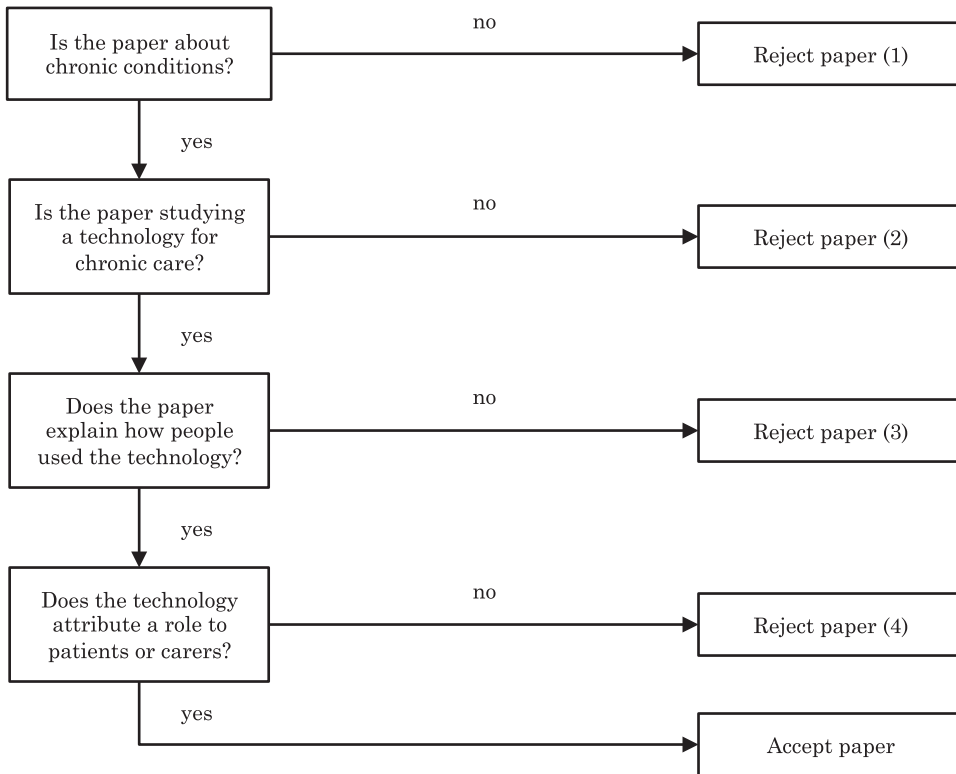 Is the paper about
chronic conditions?
no
Reject paper (1)
yes
Is the paper studying
a technology for
chronic care?
no
Reject paper (2)
yes
Does the paper
explain how people
used the technology?
no
Reject paper (3)
yes
Does the technology
attribute a role to
patients or carers?
no
Reject paper (4)
yes
Accept paper